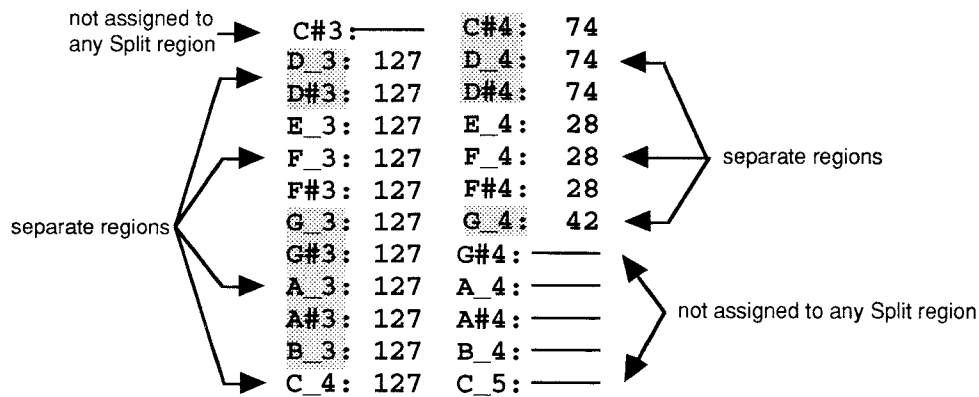 not assigned to
any Split region
C#3: C#4: 74
D_3: 127 D_4: 74
D#3: 127 D#4: 74
E_3: 127 E_4: 28
F_3: 127 F_4: 28
F#3: 127 F#4: 28
G_3: 127 G_4: 42
G#3: 127 G#4:
A_3: 127 A_4:
A#3: 127 A#4:
B_3: 127 B_4:
C_4: 127 C_5:
separate regions
separate regions
not assigned to any Split region